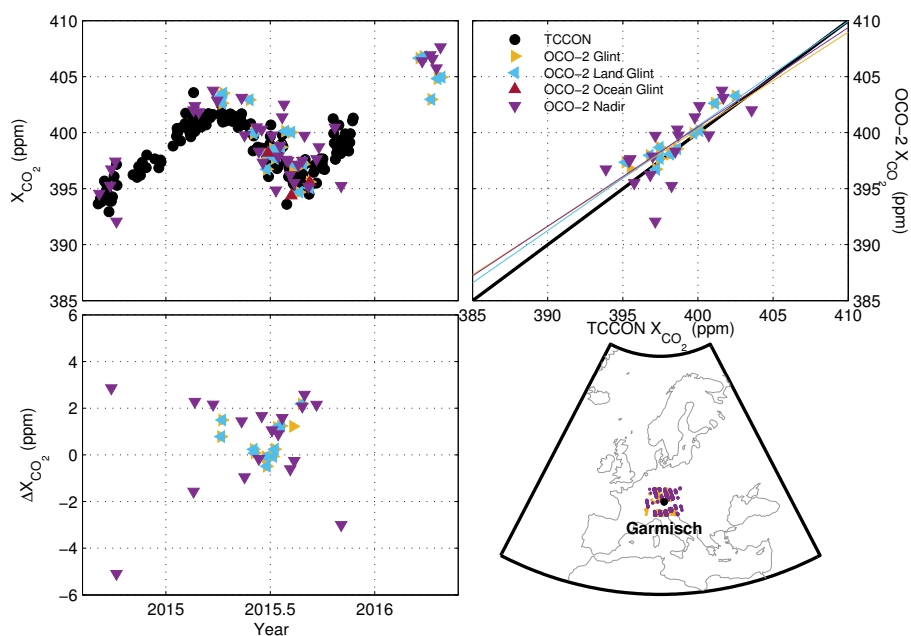 410
405
400
395
390
385
X_CO2 (ppm)
TCCON
OCO−2 Glint
OCO−2 Land Glint
OCO−2 Ocean Glint
OCO−2 Nadir
410
405
400
395
390
385
OCO−2 X_CO2 (ppm)
2015 2015.5 2016
385 390 395 400 405 410
TCCON X_CO2 (ppm)
6
4
2
0
−2
−4
−6
ΔX_CO2 (ppm)
2015 2015.5 2016
Year
Garmisch